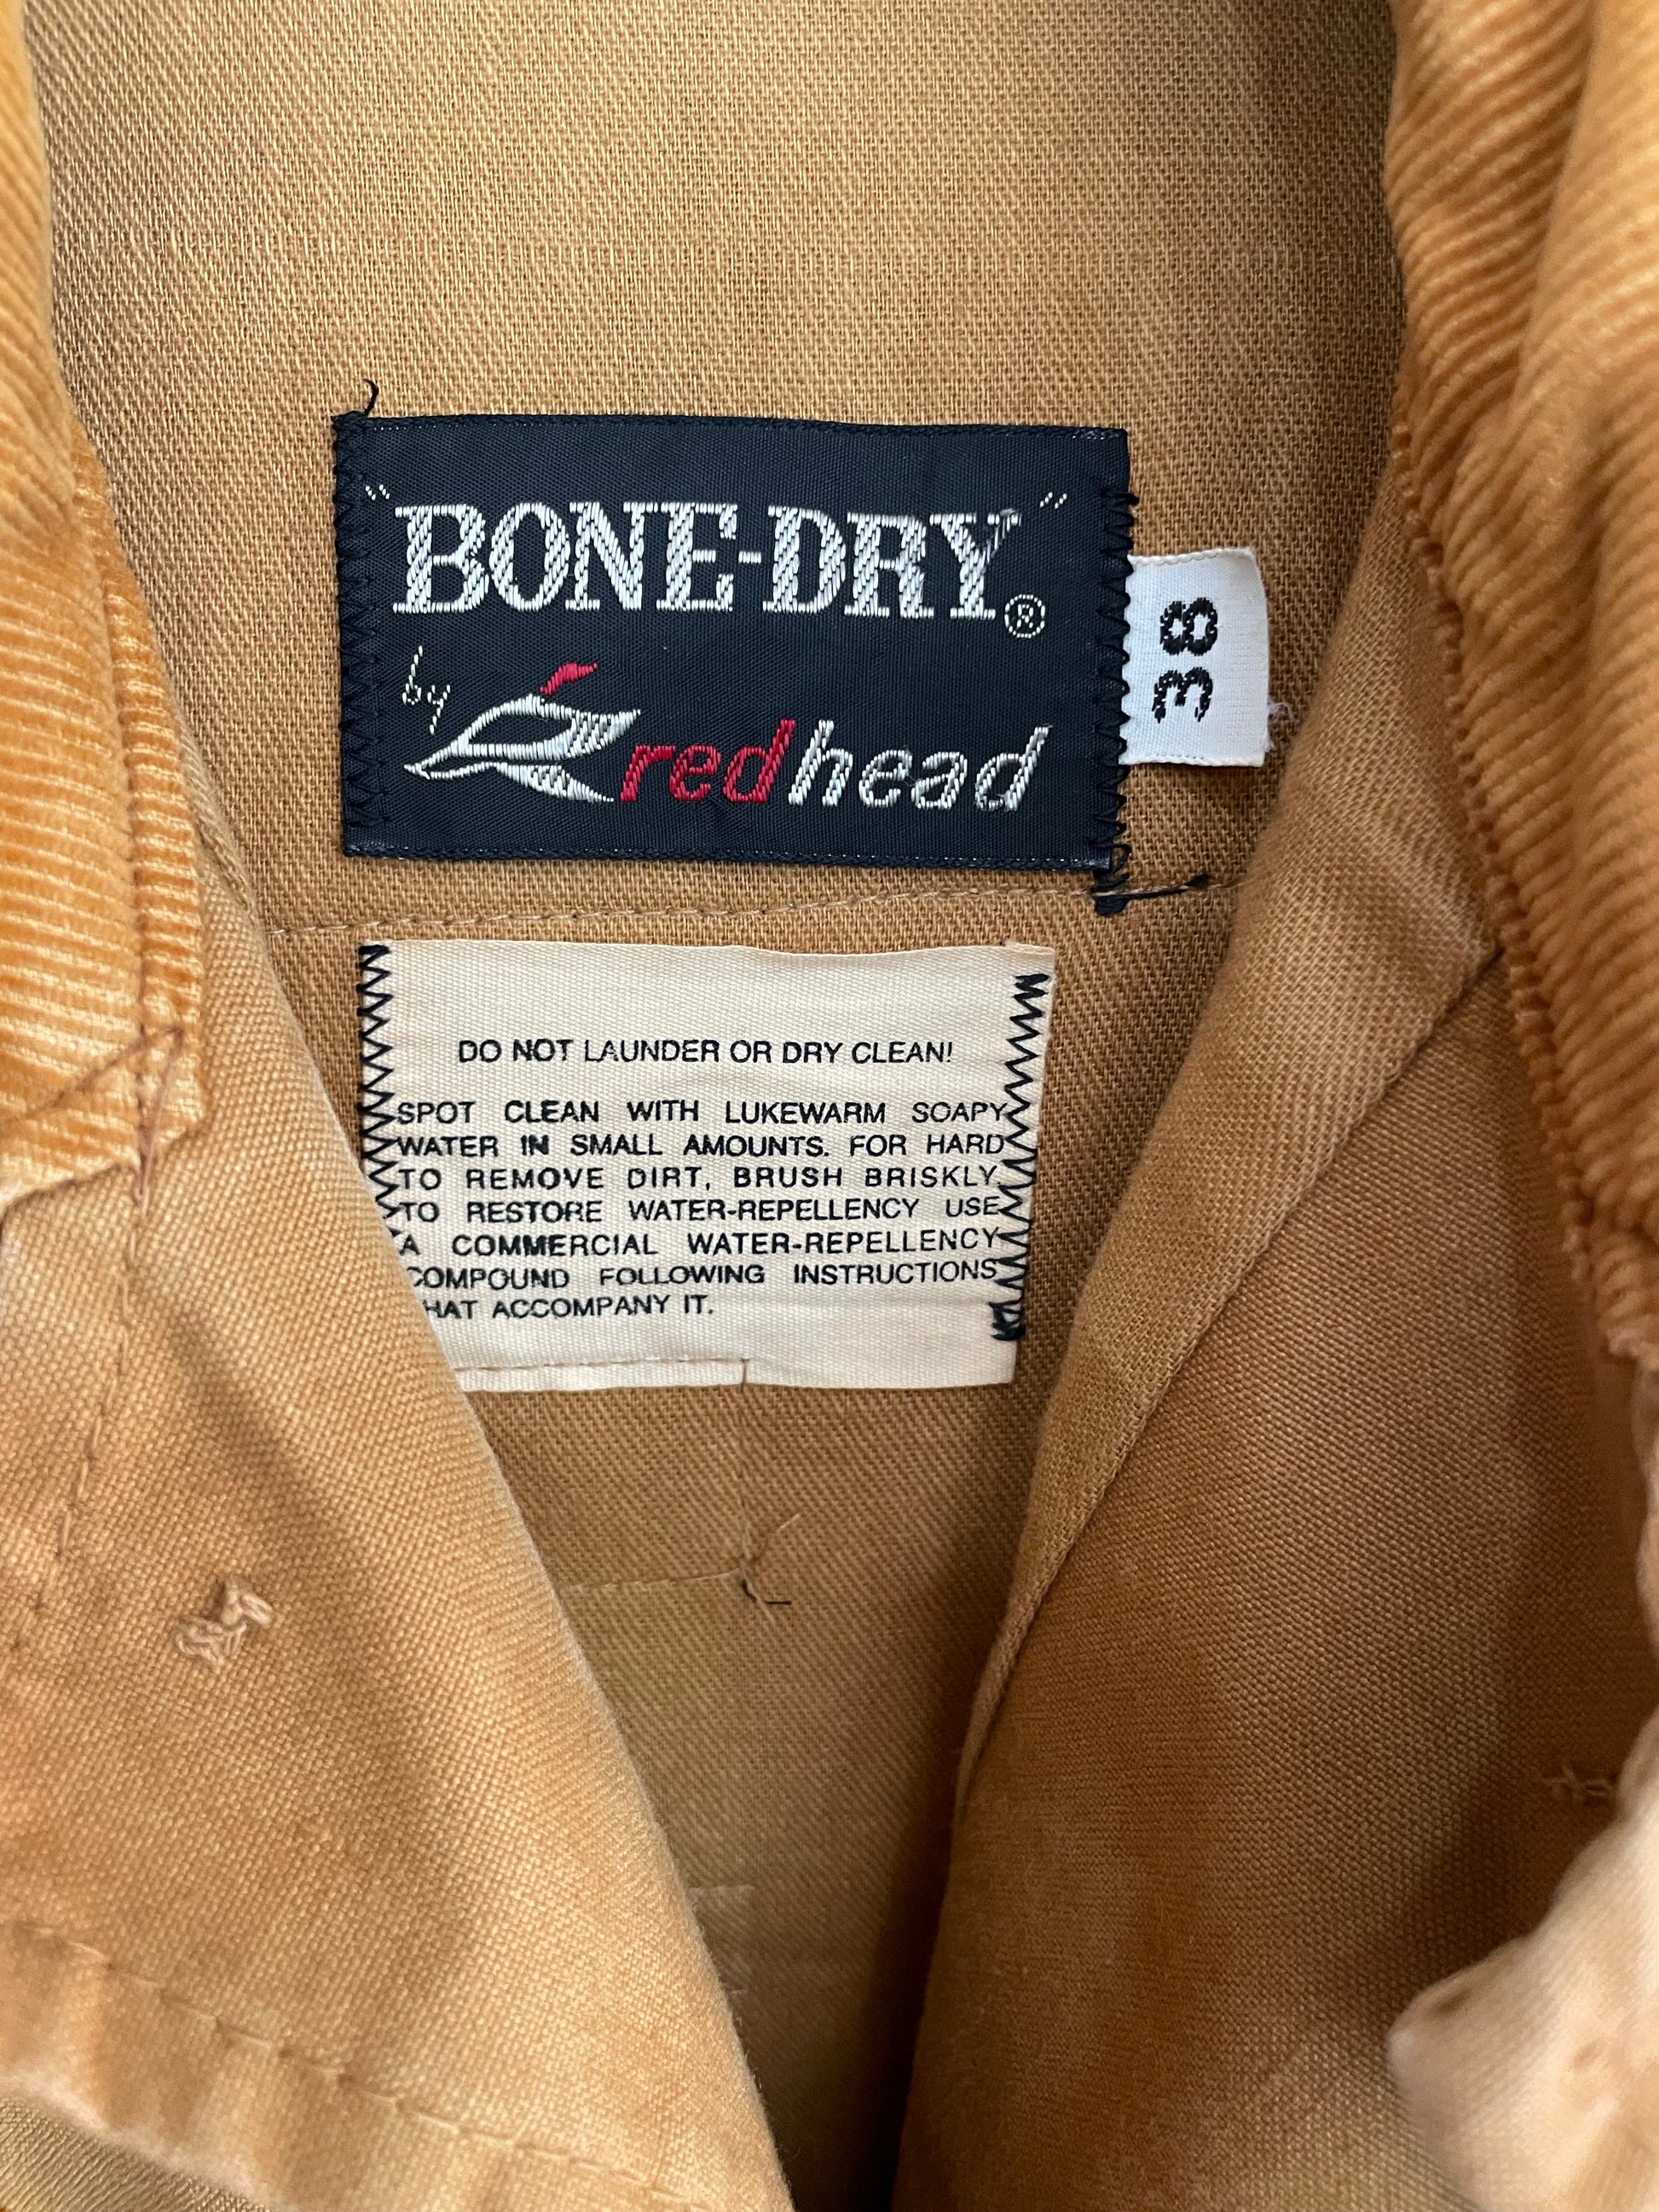 "BONE-DRY"®
by redhead
38
DO NOT LAUNDER OR DRY CLEAN!
SPOT CLEAN WITH LUKEWARM SOAPY
WATER IN SMALL AMOUNTS. FOR HARD
TO REMOVE DIRT, BRUSH BRISKLY.
TO RESTORE WATER-REPELLENCY USE
A COMMERCIAL WATER-REPELLENCY
COMPOUND FOLLOWING INSTRUCTIONS
HAT ACCOMPANY IT.